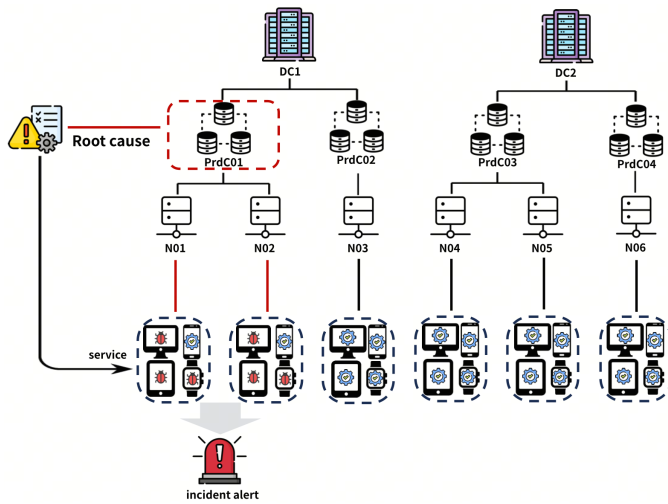 DC1
DC2
Root cause
PrdC01
PrdC02
PrdC03
PrdC04
N01
N02
N03
N04
N05
N06
service
incident alert